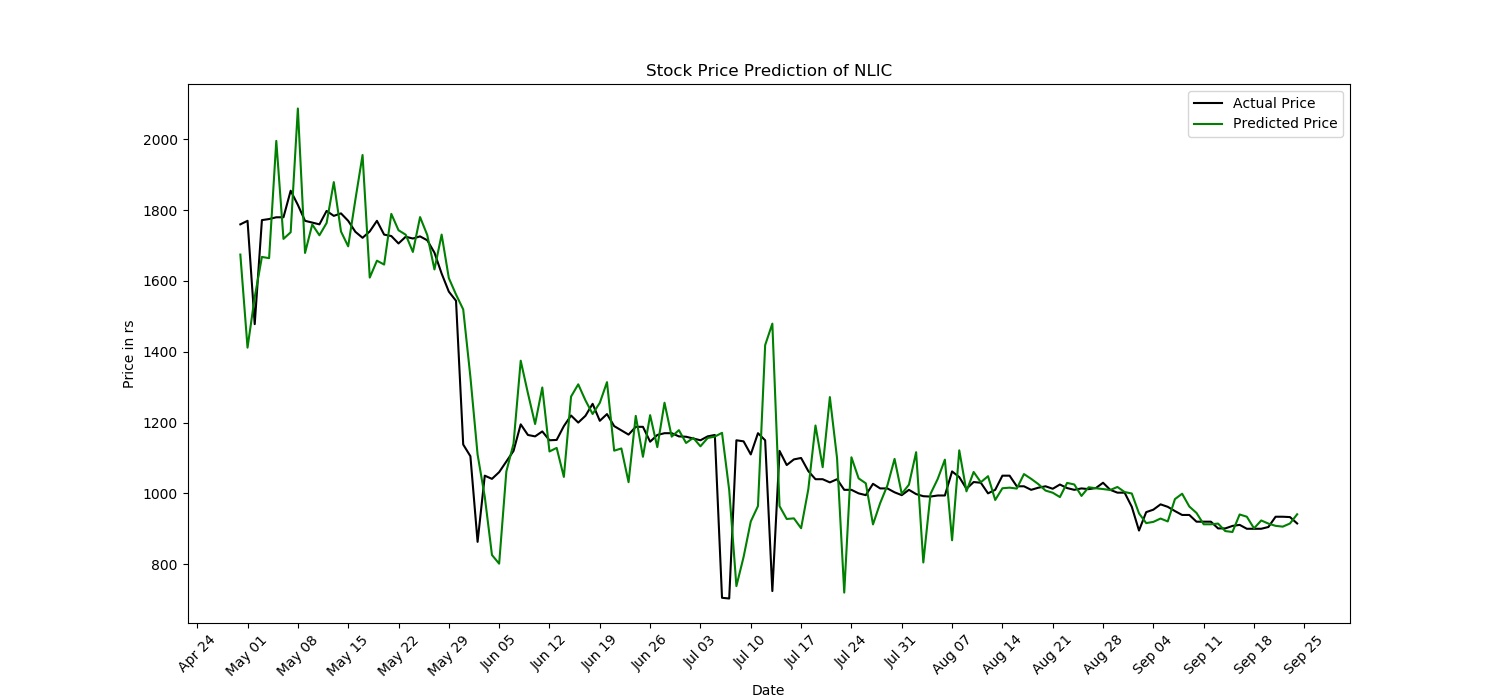 Stock Price Prediction of NLIC
Actual Price
Predicted Price
Price in rs
2000
1800
1600
1400
1200
1000
800
Apr 24
May 01
May 08
May 15
May 22
May 29
Jun 05
Jun 12
Jun 19
Jun 26
Jul 03
Jul 10
Jul 17
Jul 24
Jul 31
Aug 07
Aug 14
Aug 21
Aug 28
Sep 04
Sep 11
Sep 18
Sep 25
Date